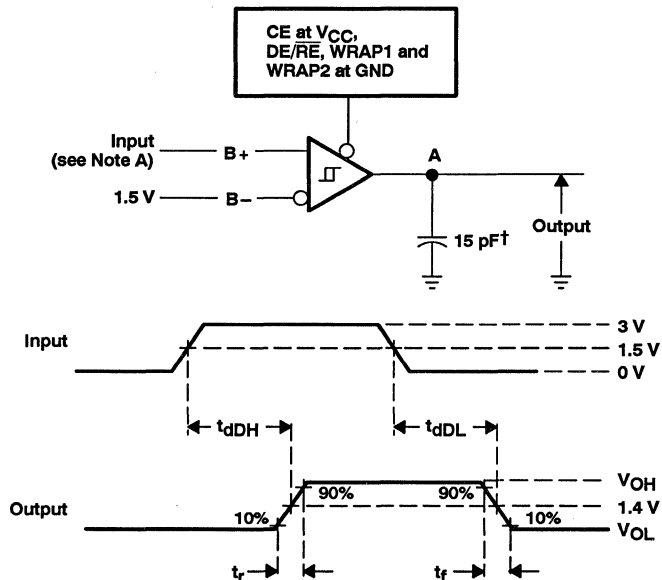 CE at VCC,
DE/RE, WRAP1 and
WRAP2 at GND
Input
(see Note A)
B+
A
1.5 V
B−
15 pF†
Output
Input
3 V
1.5 V
0 V
tdDH
tdDL
Output
10%
90%
90%
10%
VOH
1.4 V
VOL
tr
tf